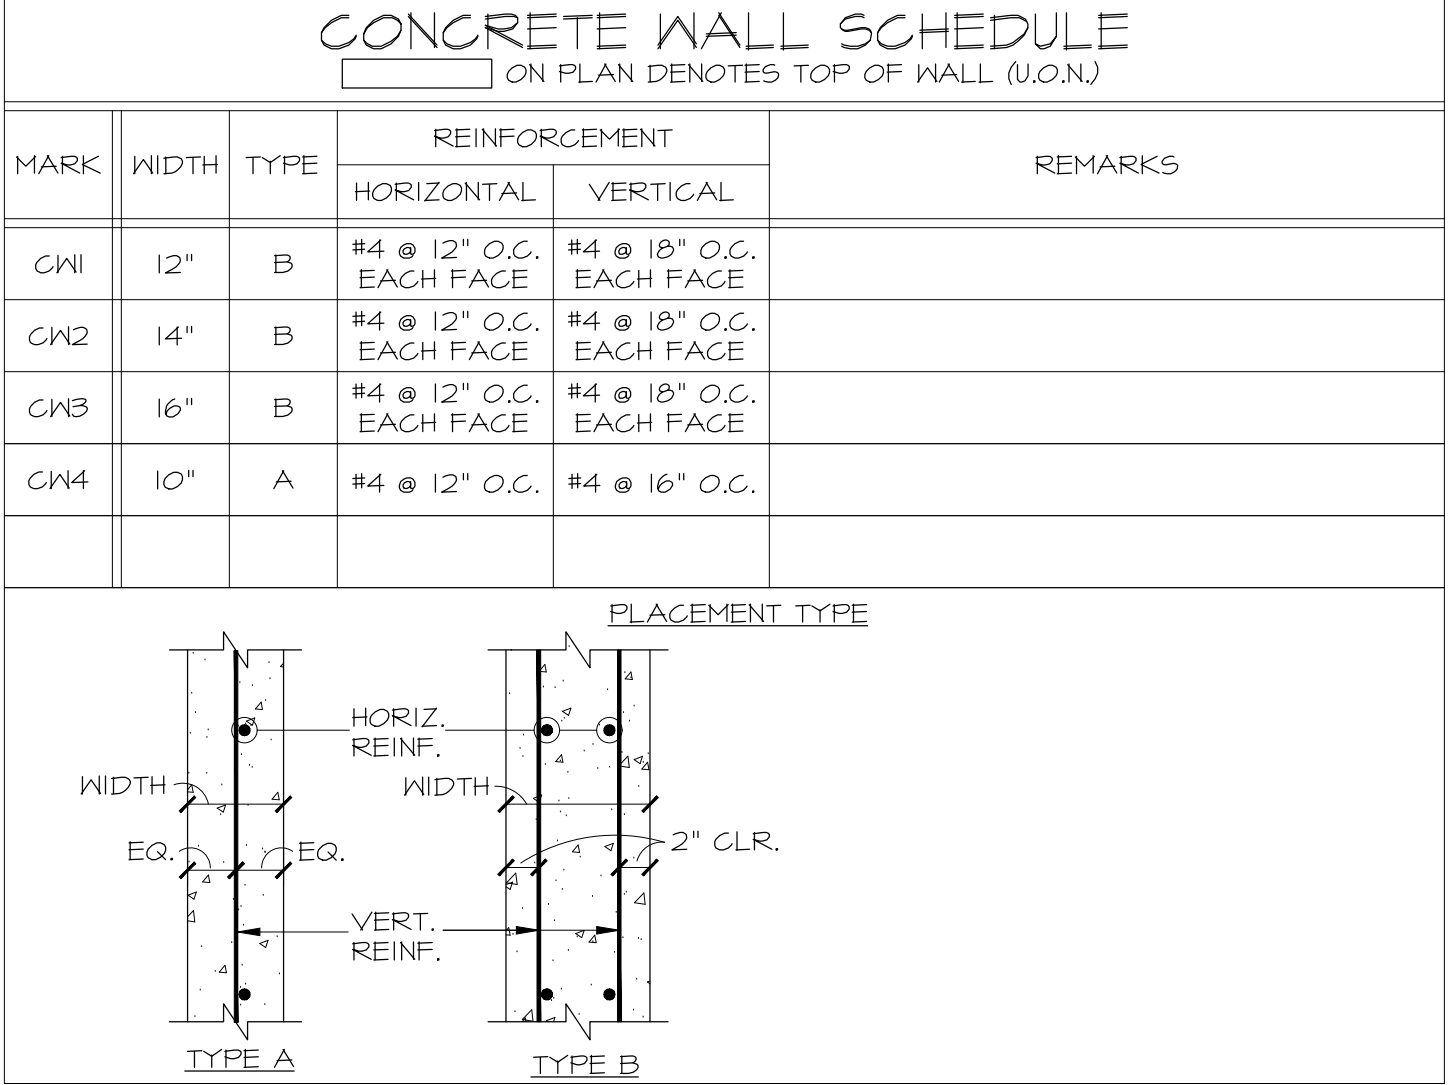 CONCRETE WALL SCHEDULE
ON PLAN DENOTES TOP OF WALL (U.O.N.)
MARK WIDTH TYPE REINFORCEMENT REMARKS
HORIZONTAL VERTICAL
CW1 12" B #4 @ 12" O.C. EACH FACE #4 @ 18" O.C. EACH FACE
CW2 14" B #4 @ 12" O.C. EACH FACE #4 @ 18" O.C. EACH FACE
CW3 16" B #4 @ 12" O.C. EACH FACE #4 @ 18" O.C. EACH FACE
CW4 10" A #4 @ 12" O.C. #4 @ 16" O.C.
PLACEMENT TYPE
HORIZ.
REINF.
WIDTH WIDTH
EQ. EQ. 2" CLR.
VERT.
REINF.
TYPE A TYPE B